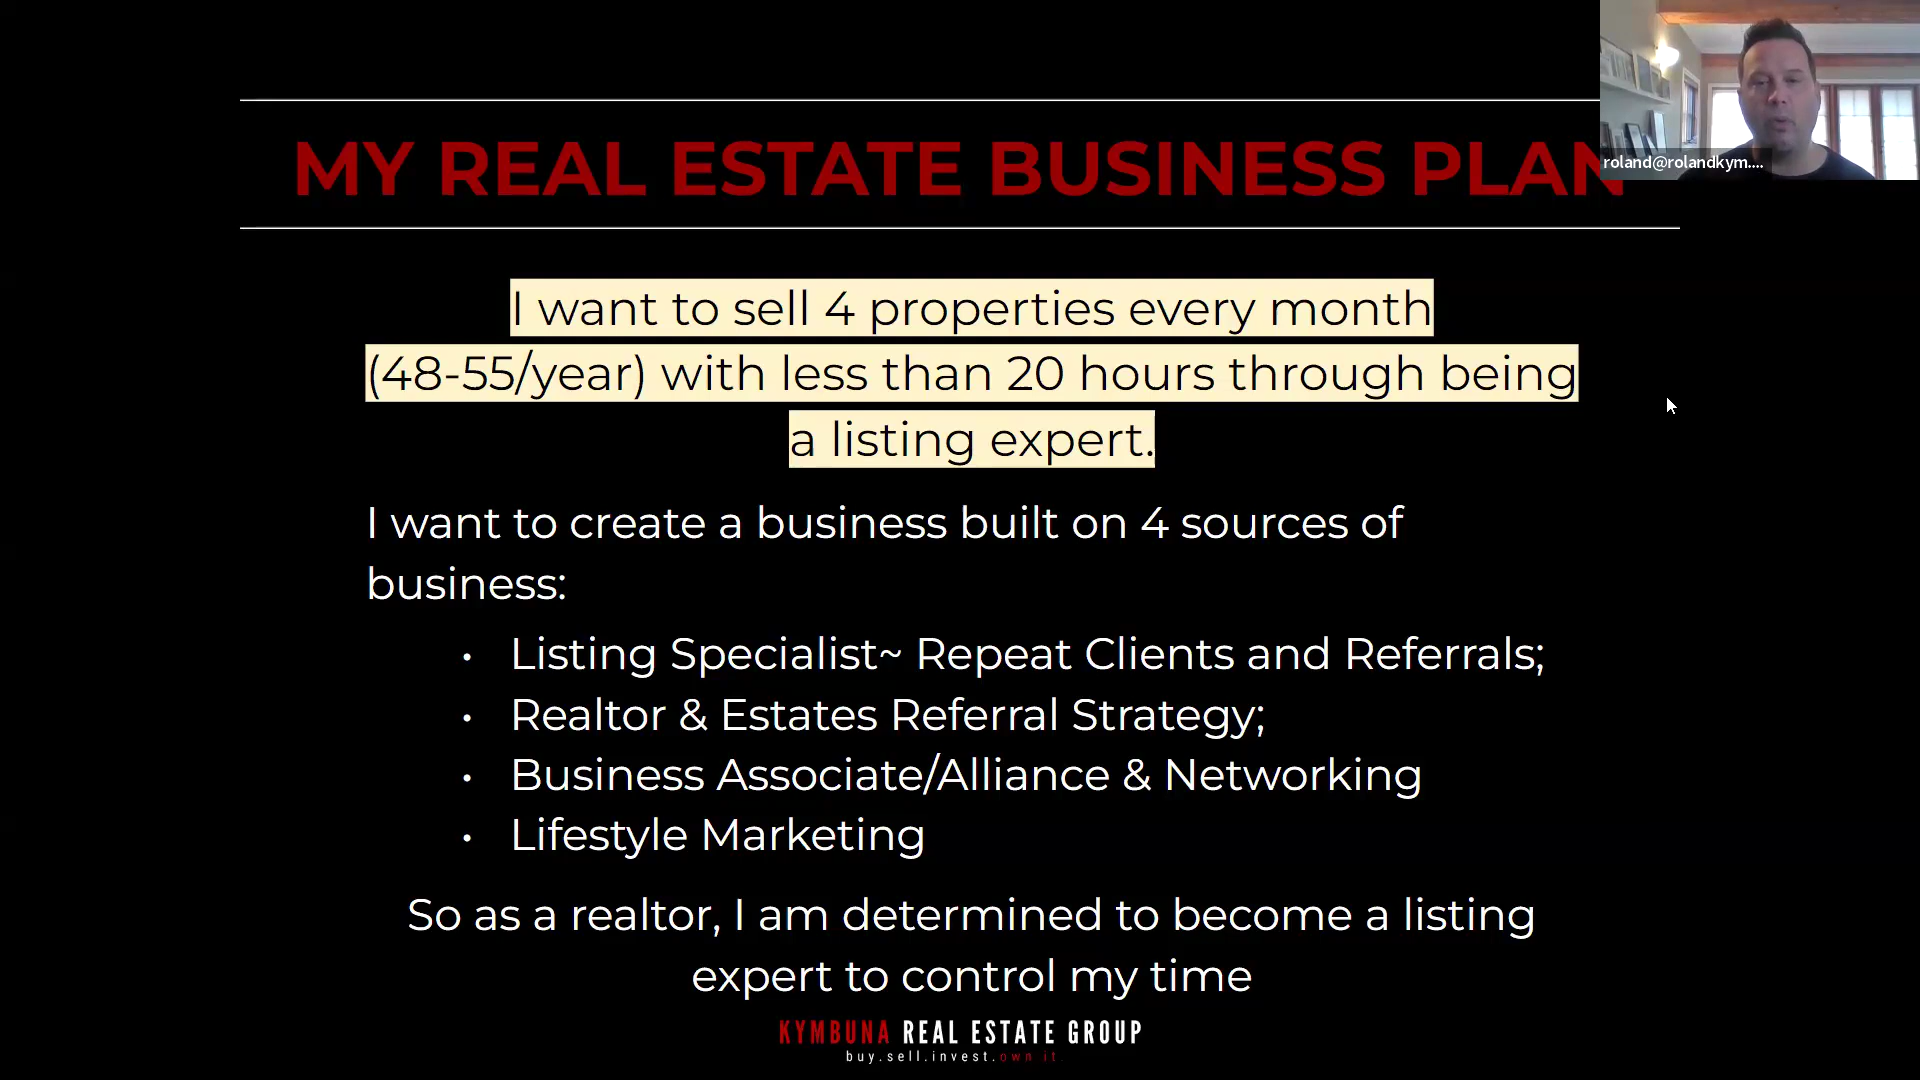 MY REAL ESTATE BUSINESS PLAN
roland@rolandkym....
I want to sell 4 properties every month
(48-55/year) with less than 20 hours through being
a listing expert.
I want to create a business built on 4 sources of
business:
• Listing Specialist~ Repeat Clients and Referrals;
• Realtor & Estates Referral Strategy;
• Business Associate/Alliance & Networking
• Lifestyle Marketing
So as a realtor, I am determined to become a listing
expert to control my time
KYMBUNA REAL ESTATE GROUP
buy.sell.invest.own it.